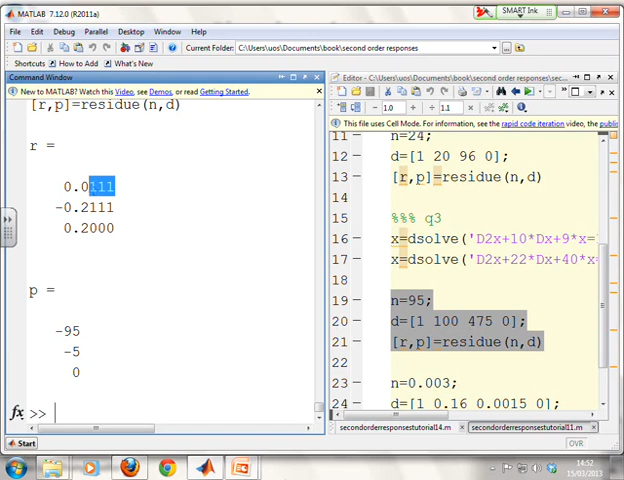 MATLAB 7.12.0 (R2011a)
SMART Ink
File Edit Debug Parallel Desktop Window Help
Current Folder: C:\Users\uos\Documents\book\second order responses
Shortcuts How to Add What's New
Command Window
New to MATLAB? Watch this Video, see Demos, or read Getting Started.
[r,p]=residue(n,d)
r =
0.0111
-0.2111
0.2000
p =
-95
-5
0
fx >>
Editor - C:\Users\uos\Documents\book\second order responses\sec...
1.0
1.1
This file uses Cell Mode. For information, see the rapid code iteration video, the public
11 n=24;
12 d=[1 20 96 0];
13 [r,p]=residue(n,d)
14
15 %%% q3
16 x=dsolve('D2x+10*Dx+9*x=
17 x=dsolve('D2x+22*Dx+40*x=
18
19 n=95;
20 d=[1 100 475 0];
21 [r,p]=residue(n,d)
22
23 n=0.003;
24 d=[1 0.16 0.0015 0];
secondorderresponsestutorial4.m secondorderresponsestutorial11.m
Start
OVR
14:52
15/03/2013